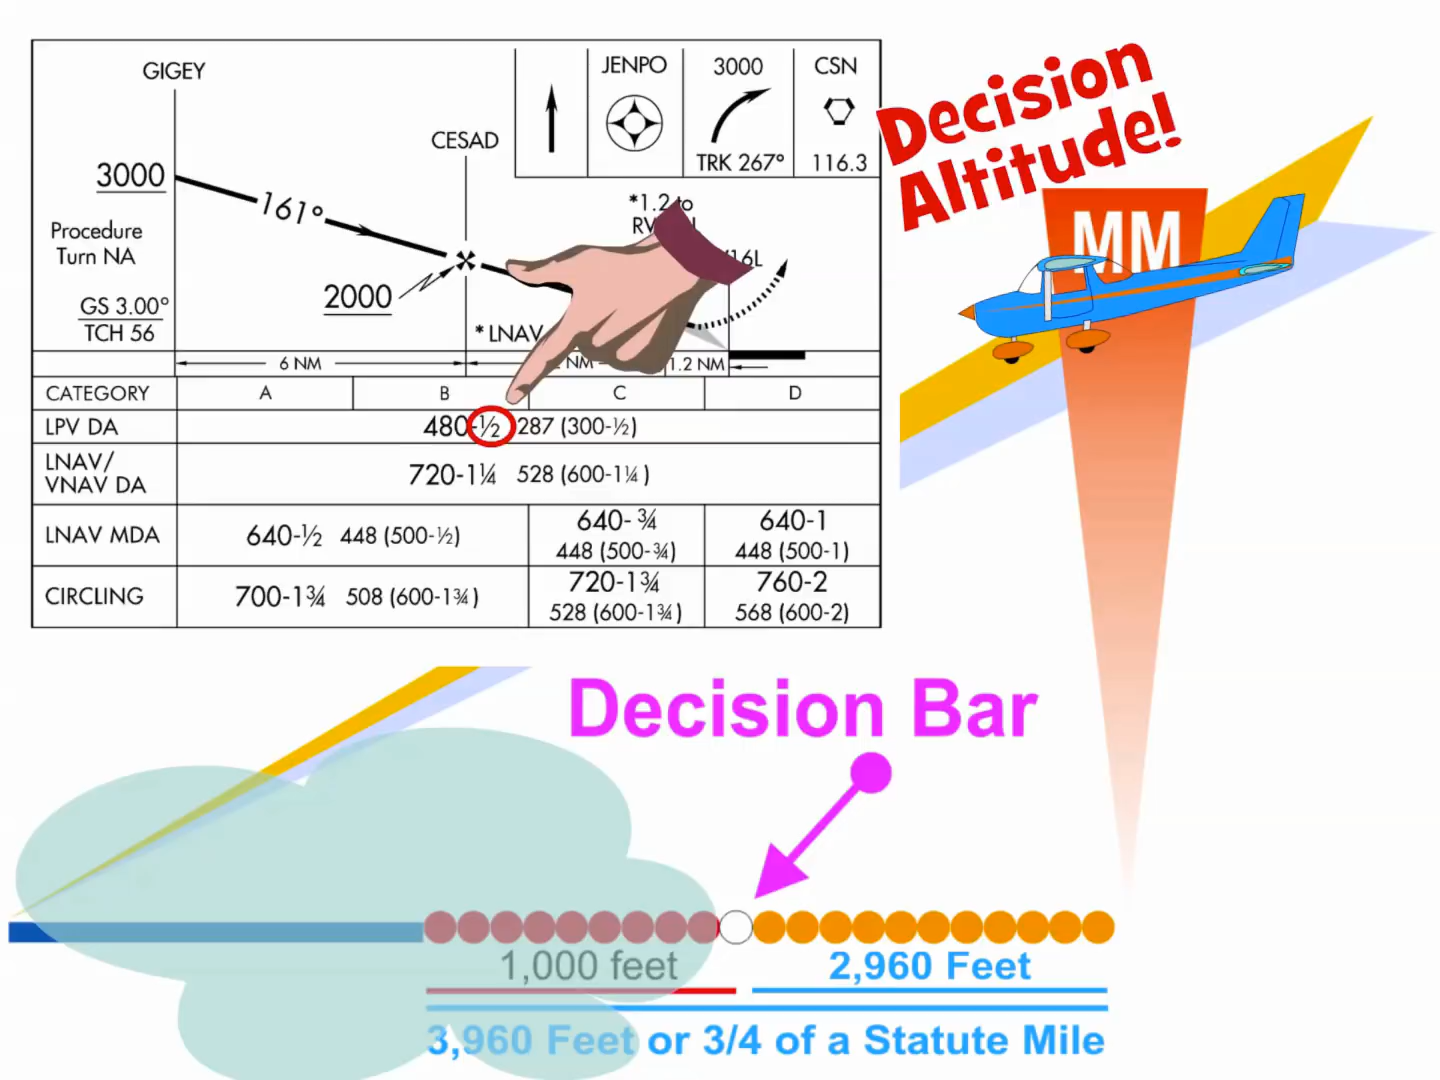 GIGEY
JENPO
3000
CSN
TRK 267°
116.3
CESAD
3000
161°
Procedure
Turn NA
2000
GS 3.00°
TCH 56
*1.2 to
*LNAV
6 NM
NM
1.2 NM
CATEGORY A B C D
LPV DA 480-½ 287 (300-½)
LNAV/
VNAV DA 720-1¼ 528 (600-1¼)
LNAV MDA 640-½ 448 (500-½) 640-¾ 448 (500-¾) 640-1 448 (500-1)
CIRCLING 700-1¾ 508 (600-1¾) 720-1¾ 528 (600-1¾) 760-2 568 (600-2)
Decision
Altitude!
MM
Decision Bar
1,000 feet
2,960 Feet
3,960 Feet or 3/4 of a Statute Mile